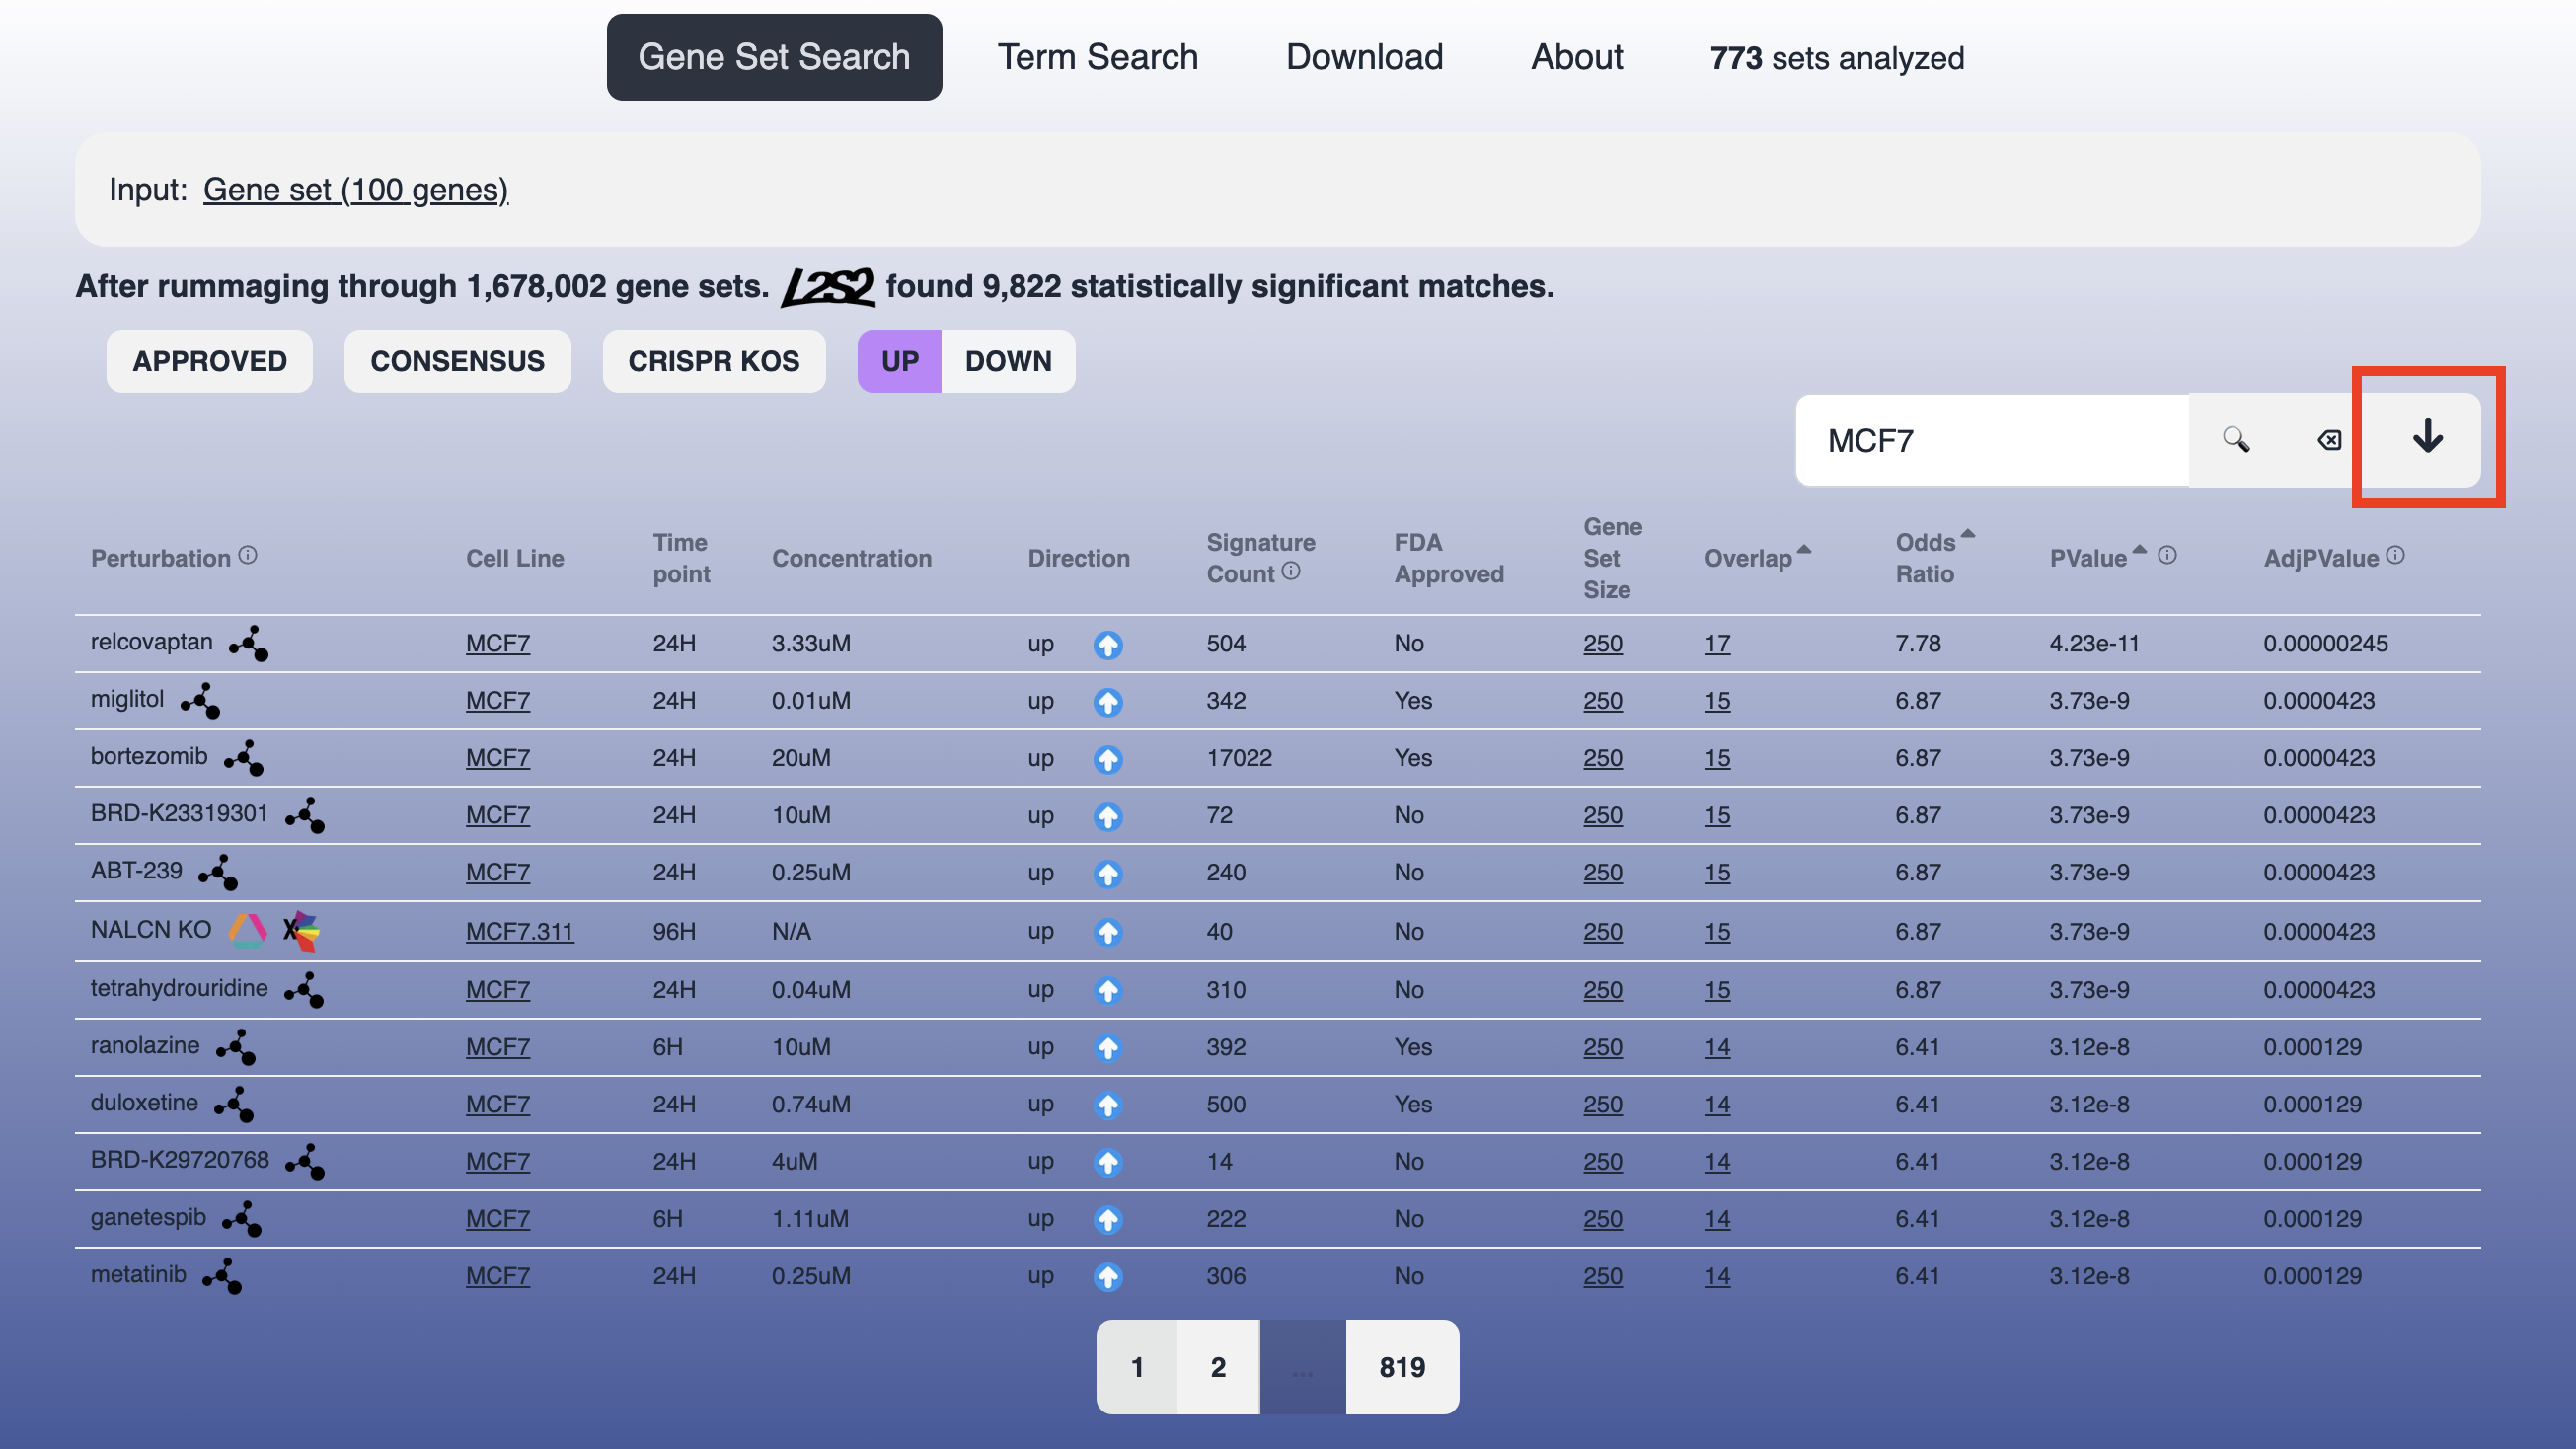 Gene Set Search Term Search Download About 773 sets analyzed
Input: Gene set (100 genes)
After rummaging through 1,678,002 gene sets. L2S2 found 9,822 statistically significant matches.
APPROVED CONSENSUS CRISPR KOS UP DOWN
MCF7
Perturbation Cell Line Time point Concentration Direction Signature Count FDA Approved Gene Set Size Overlap Odds Ratio PValue AdjPValue
relcovaptan MCF7 24H 3.33uM up 504 No 250 17 7.78 4.23e-11 0.00000245
miglitol MCF7 24H 0.01uM up 342 Yes 250 15 6.87 3.73e-9 0.0000423
bortezomib MCF7 24H 20uM up 17022 Yes 250 15 6.87 3.73e-9 0.0000423
BRD-K23319301 MCF7 24H 10uM up 72 No 250 15 6.87 3.73e-9 0.0000423
ABT-239 MCF7 24H 0.25uM up 240 No 250 15 6.87 3.73e-9 0.0000423
NALCN KO MCF7.311 96H N/A up 40 No 250 15 6.87 3.73e-9 0.0000423
tetrahydrouridine MCF7 24H 0.04uM up 310 No 250 15 6.87 3.73e-9 0.0000423
ranolazine MCF7 6H 10uM up 392 Yes 250 14 6.41 3.12e-8 0.000129
duloxetine MCF7 24H 0.74uM up 500 Yes 250 14 6.41 3.12e-8 0.000129
BRD-K29720768 MCF7 24H 4uM up 14 No 250 14 6.41 3.12e-8 0.000129
ganetespib MCF7 6H 1.11uM up 222 No 250 14 6.41 3.12e-8 0.000129
metatinib MCF7 24H 0.25uM up 306 No 250 14 6.41 3.12e-8 0.000129
1 2 ... 819